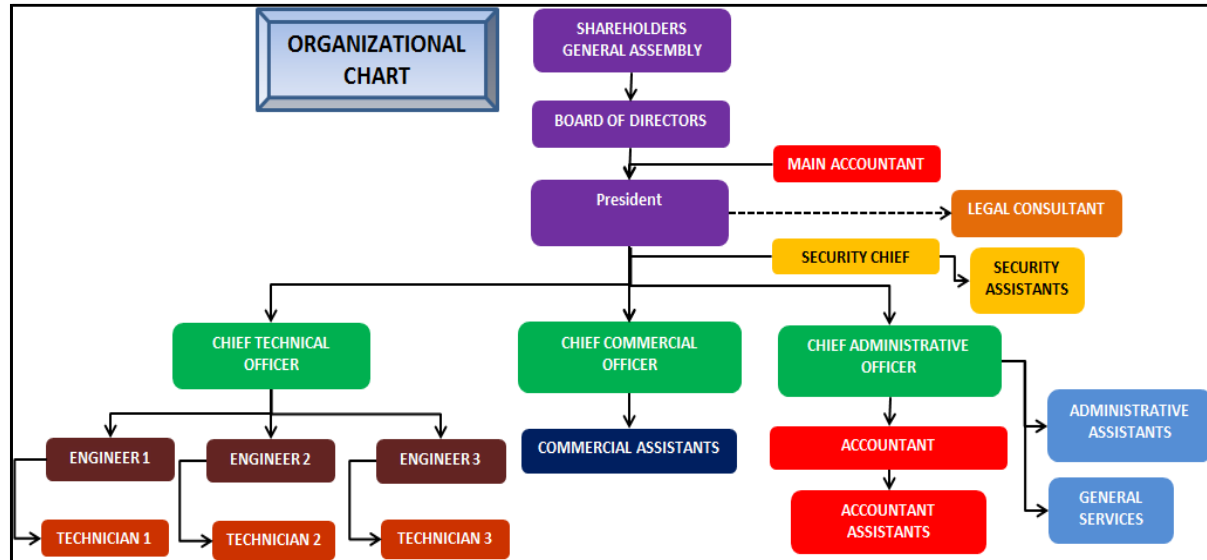 ORGANIZATIONAL
CHART
SHAREHOLDERS
GENERAL ASSEMBLY
BOARD OF DIRECTORS
MAIN ACCOUNTANT
President
LEGAL CONSULTANT
SECURITY CHIEF
SECURITY
ASSISTANTS
CHIEF TECHNICAL
OFFICER
CHIEF COMMERCIAL
OFFICER
CHIEF ADMINISTRATIVE
OFFICER
ADMINISTRATIVE
ASSISTANTS
ENGINEER 1
ENGINEER 2
ENGINEER 3
COMMERCIAL ASSISTANTS
ACCOUNTANT
GENERAL
SERVICES
TECHNICIAN 1
TECHNICIAN 2
TECHNICIAN 3
ACCOUNTANT
ASSISTANTS